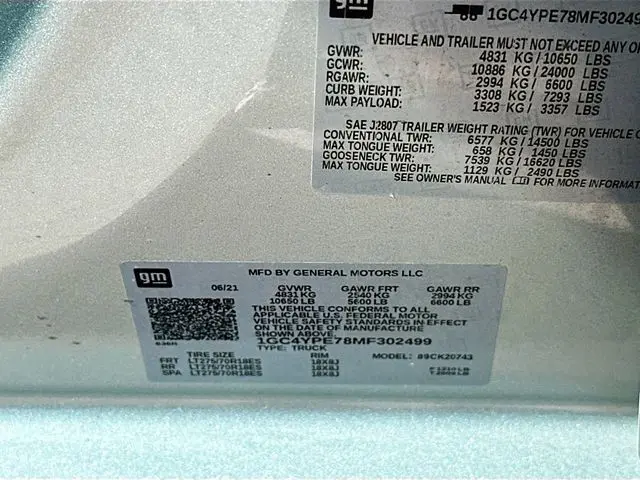 gm
1GC4YPE78MF302499
VEHICLE AND TRAILER MUST NOT EXCEED ANY OF
GVWR: 4831 KG/10650 LBS
GCWR: 10886 KG/24000 LBS
RGAWR: 2994 KG/ 6600 LBS
CURB WEIGHT: 3308 KG/ 7293 LBS
MAX PAYLOAD: 1523 KG/ 3357 LBS
SAE J2807 TRAILER WEIGHT RATING (TWR) FOR VEHICLE
CONVENTIONAL TWR: 6577 KG/14500 LBS
MAX TONGUE WEIGHT: 658 KG/ 1450 LBS
GOOSENECK TWR: 7539 KG/16620 LBS
MAX TONGUE WEIGHT: 1129 KG/ 2490 LBS
SEE OWNER'S MANUAL FOR MORE INFORMAT
gm
MFD BY GENERAL MOTORS LLC
06/21 GVWR GAWR FRT GAWR RR
4831 KG 2540 KG 2994 KG
10650 LB 5600 LB 6600 LB
THIS VEHICLE CONFORMS TO ALL
APPLICABLE U.S. FEDERAL MOTOR
VEHICLE SAFETY STANDARDS IN EFFECT
ON THE DATE OF MANUFACTURE
SHOWN ABOVE.
1GC4YPE78MF302499
TYPE: TRUCK
TIRE SIZE RIM MODEL: 89CK20743
FRT LT275/70R18ES 18X8J
RR LT275/70R18ES 18X8J
SPA LT275/70R18ES 18X8J